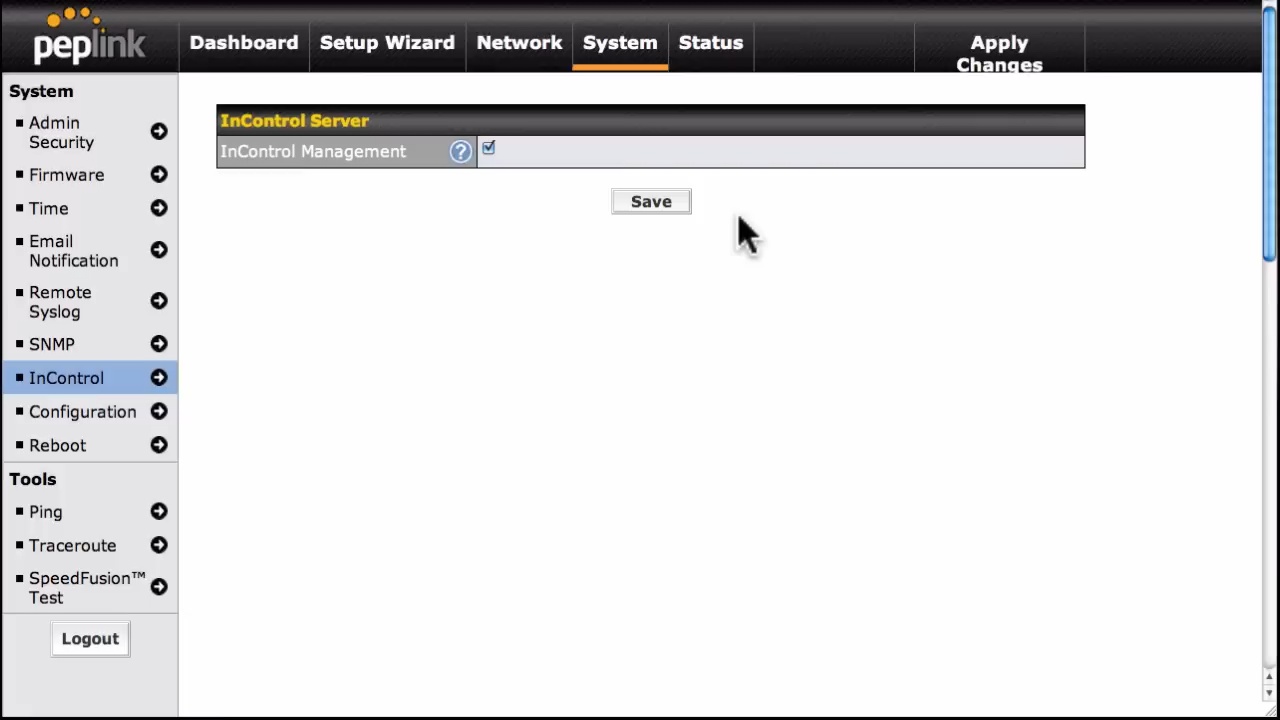 peplink
Dashboard
Setup Wizard
Network
System
Status
Apply
Changes
System
Admin
Security
Firmware
Time
Email
Notification
Remote
Syslog
SNMP
InControl
Configuration
Reboot
Tools
Ping
Traceroute
SpeedFusion™
Test
Logout
InControl Server
InControl Management ?
Save